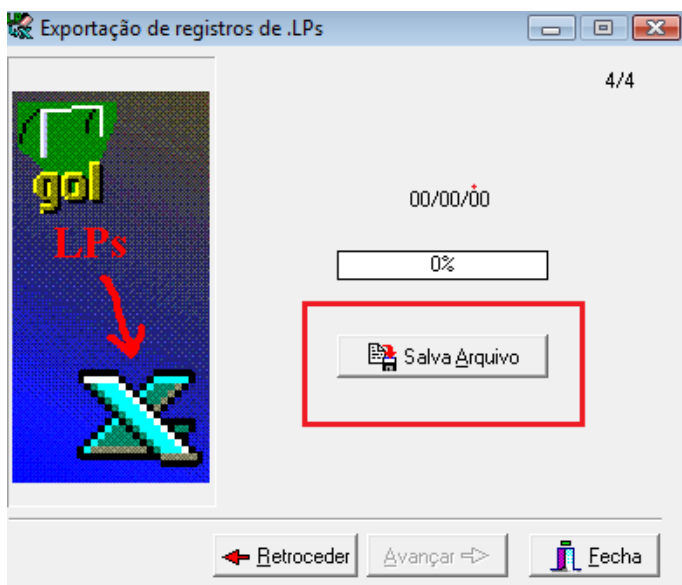 Exportação de registros de .LPs
4/4
gol
LPs
00/00/00
0%
Salva Arquivo
Retroceder
Avançar
Fecha